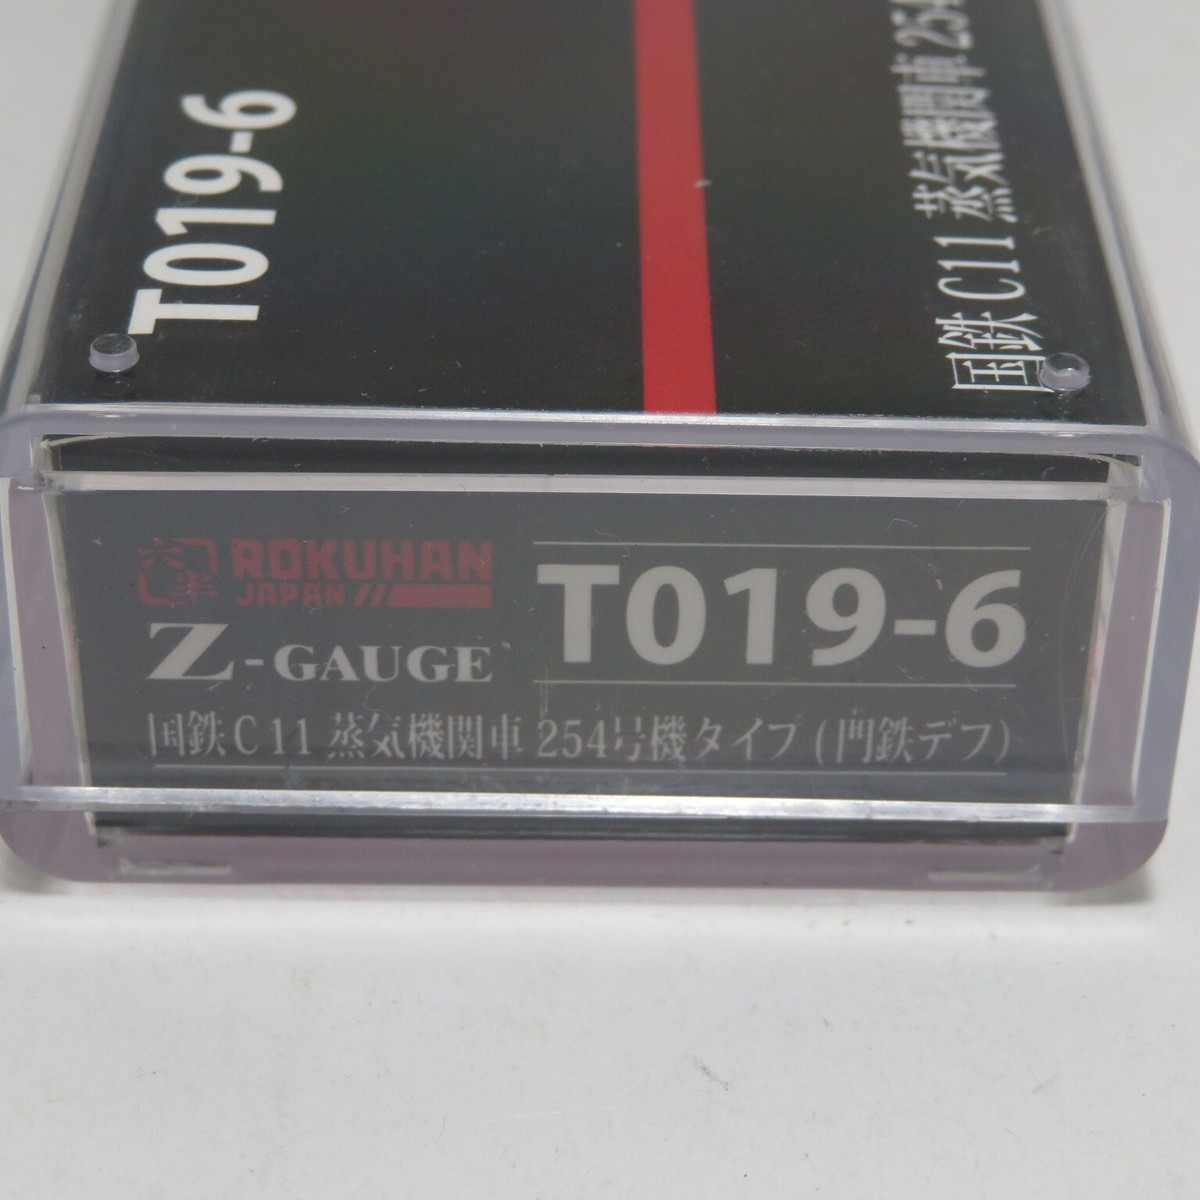 T019-6
国鉄 C11 蒸気機関車 254
六半
ROKUHAN
JAPAN
Z-GAUGE
T019-6
国鉄C11 蒸気機関車 254号機タイプ (門鉄デフ)